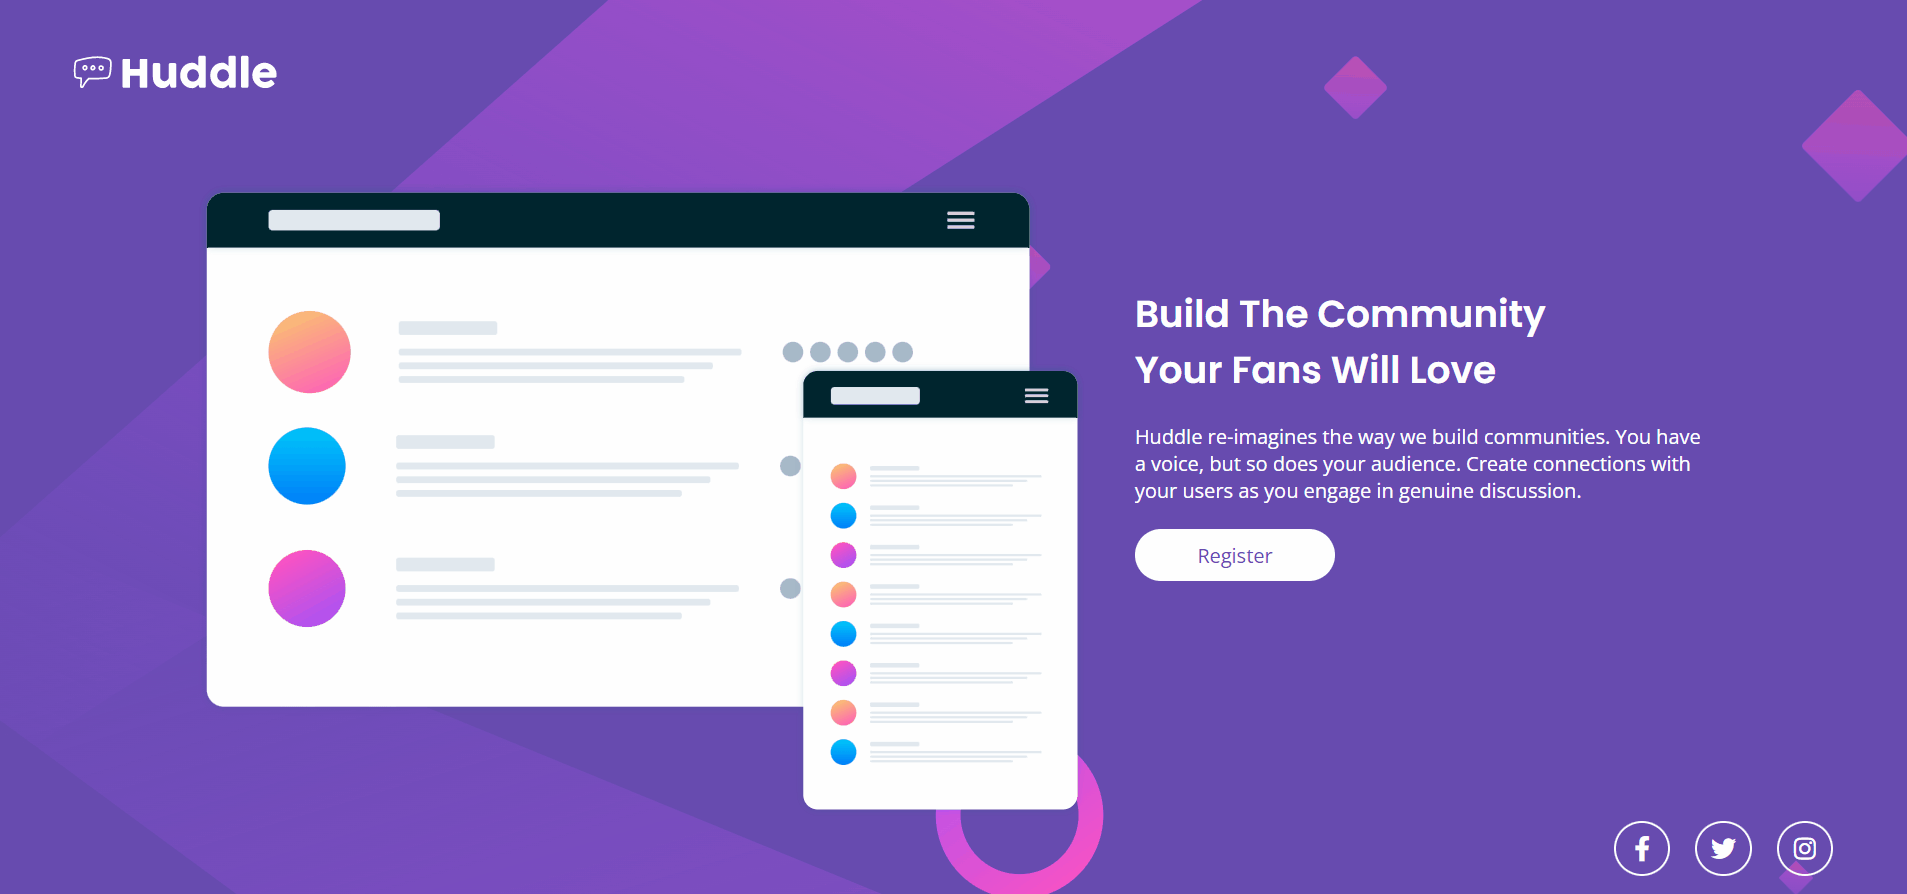 Huddle
Build The Community
Your Fans Will Love
Huddle re-imagines the way we build communities. You have
a voice, but so does your audience. Create connections with
your users as you engage in genuine discussion.
Register